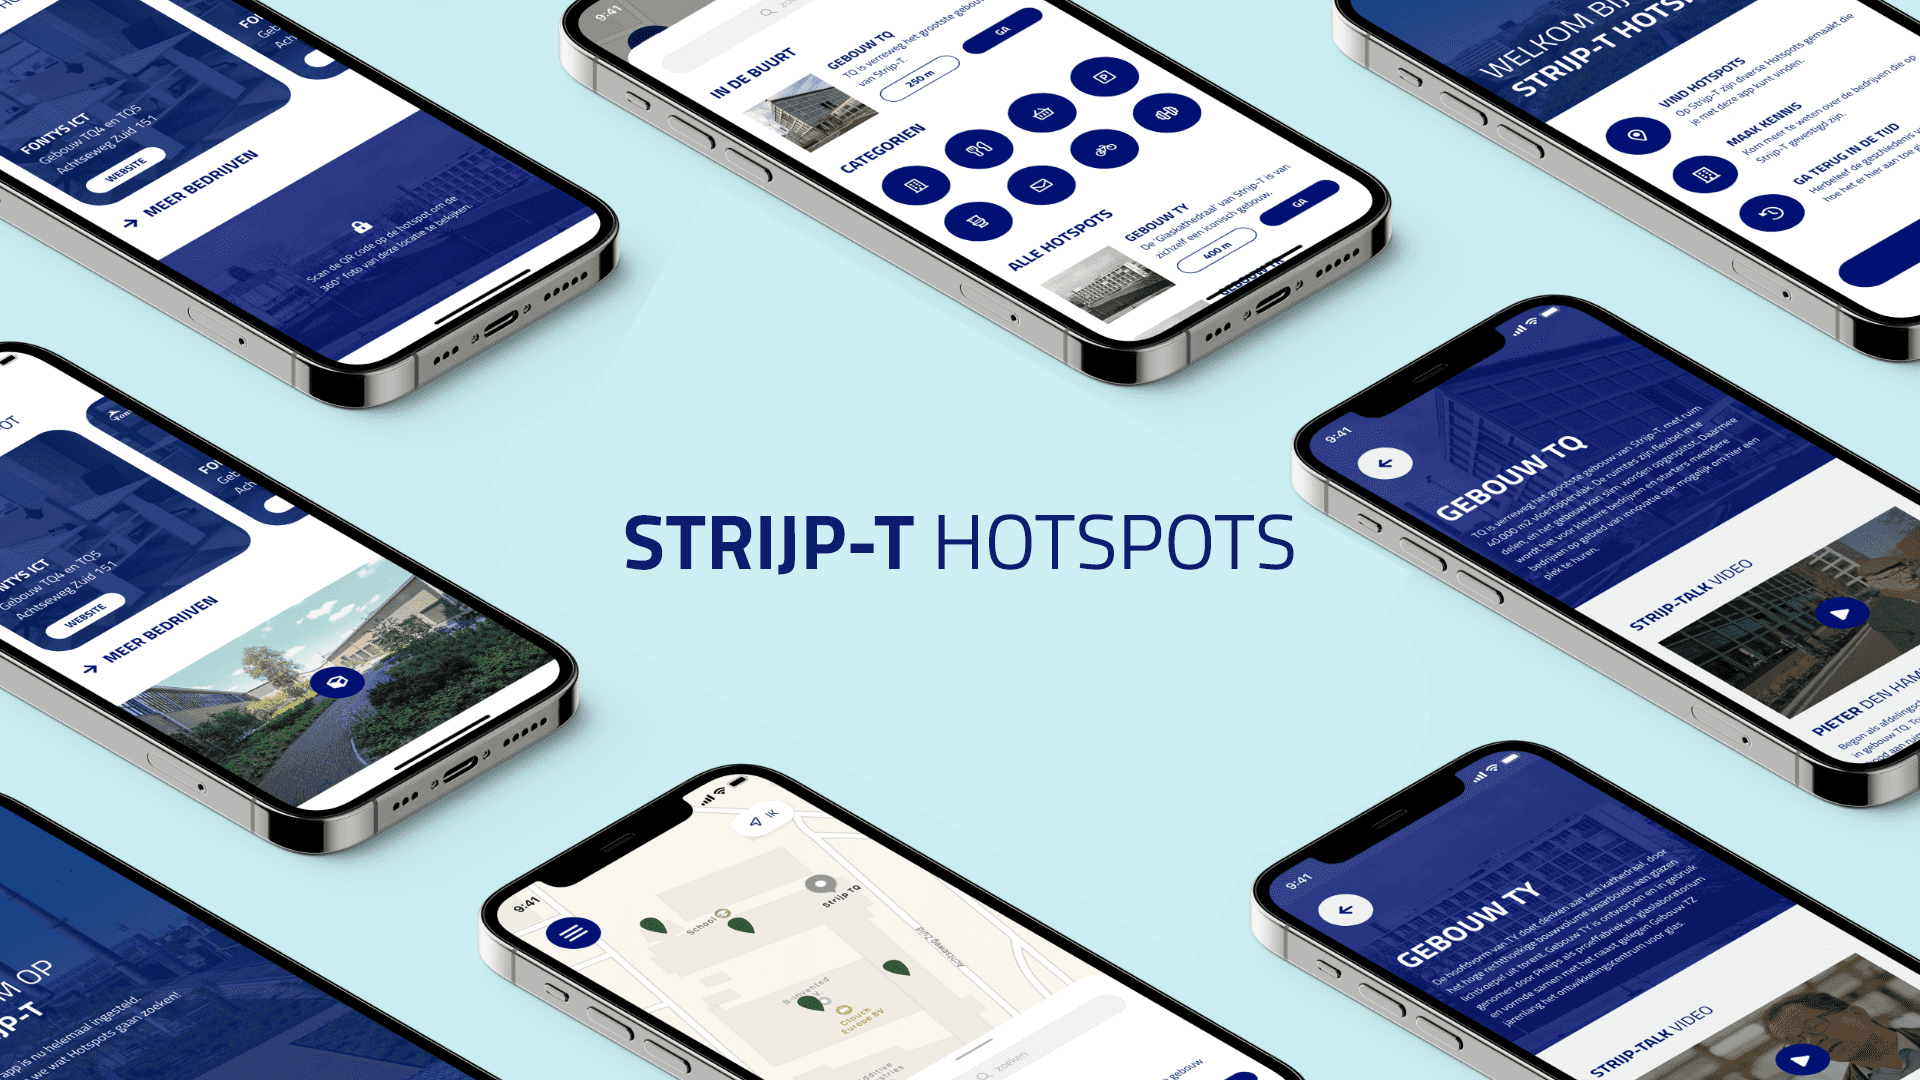 FONTYS ICT
Gebouw TQ4 en TQ5
Achtseweg Zuid 151
WEBSITE
MEER BEDRIJVEN
Scan de QR code op de hotspot om de
360° foto van deze locatie te bekijken.
9:41
IN DE BUURT
GEBOUW TQ
TQ is verreweg het grootste gebouw
van Strijp-T.
250 m
GA
CATEGORIEN
P
ALLE HOTSPOTS
GEBOUW TY
De 'Glaskathedraal' van Strijp-T is van
zichzelf een iconisch gebouw.
400 m
GA
WELKOM BIJ
STRIJP-T HOTS
VIND HOTSPOTS
Op Strijp-T zijn diverse Hotspots gemaakt die
je met deze app kunt vinden.
MAAK KENNIS
Kom meer te weten over de bedrijven die op
Strijp-T gevestigd zijn.
GA TERUG IN DE TIJD
Herbeleef de geschiedenis
hoe het er hier aan toe
STRIJP-T HOTSPOTS
NTYS ICT
Gebouw TQ4 en TQ5
Achtseweg Zuid 151
WEBSITE
MEER BEDRIJVEN
9:41
GEBOUW TQ
TQ is verreweg het grootste gebouw van Strijp-T, met ruim
40.000 m2 vloeroppervlak. De ruimtes zijn flexibel in te
delen, en het gebouw kan slim worden opgesplitst. Daarmee
wordt het voor kleinere bedrijven en starters meerdere
bedrijven op gebied van innovatie ook mogelijk om hier een
plek te huren.
STRIJP-TALK VIDEO
PIETER DEN HAM
Begon als afdelingsc
in gebouw TQ.
M OP
JP-T
app is nu helemaal ingesteld.
we wat Hotspots gaan zoeken!
9:41
IK
Strijp TQ
School
Achtseweg Zuid
B-invented
Clouch
Europe BV
zoeken
9:41
GEBOUW TY
De hoofdvorm van TY doet denken aan een kathedraal, door
het hoge rechthoekige bouwvolume waarboven een glazen
lichtkoepel uit torent. Gebouw TY is ontworpen en in gebruik
genomen door Philips als proeffabriek en glaslaboratorium
en vormde samen met het naast gelegen Gebouw TZ
jarenlang het ontwikkelingscentrum voor glas.
STRIJP-TALK VIDEO